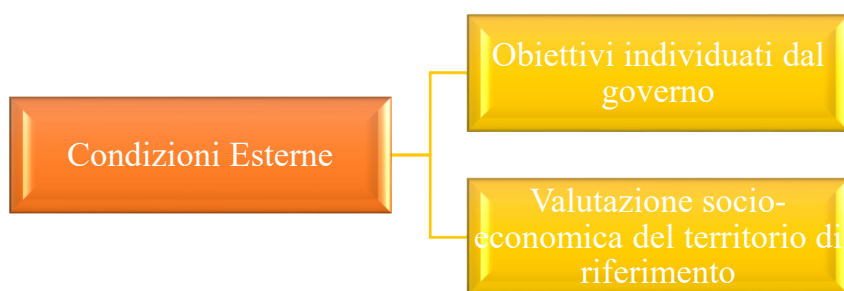 Condizioni Esterne
Obiettivi individuati dal
governo
Valutazione socio-
economica del territorio di
riferimento